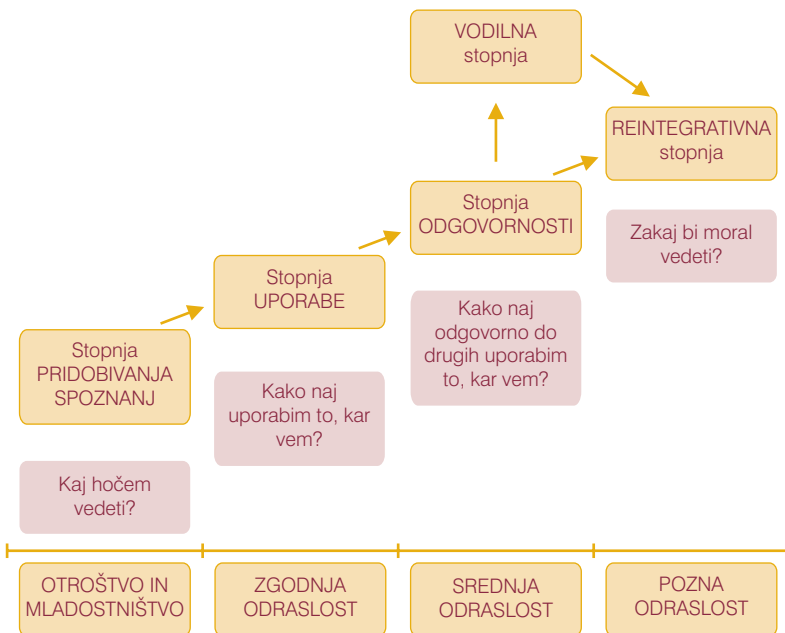 VODILNA
stopnja
REINTEGRATIVNA
stopnja
Stopnja
ODGOVORNOSTI
Zakaj bi moral
vedeti?
Stopnja
UPORABE
Kako naj
odgovorno do
drugih uporabim
to, kar vem?
Stopnja
PRIDOBIVANJA
SPOZNANJ
Kako naj
uporabim to, kar
vem?
Kaj hočem
vedeti?
OTROŠTVO IN
MLADOSTNIŠTVO
ZGODNJA
ODRASLOST
SREDNJA
ODRASLOST
POZNA
ODRASLOST